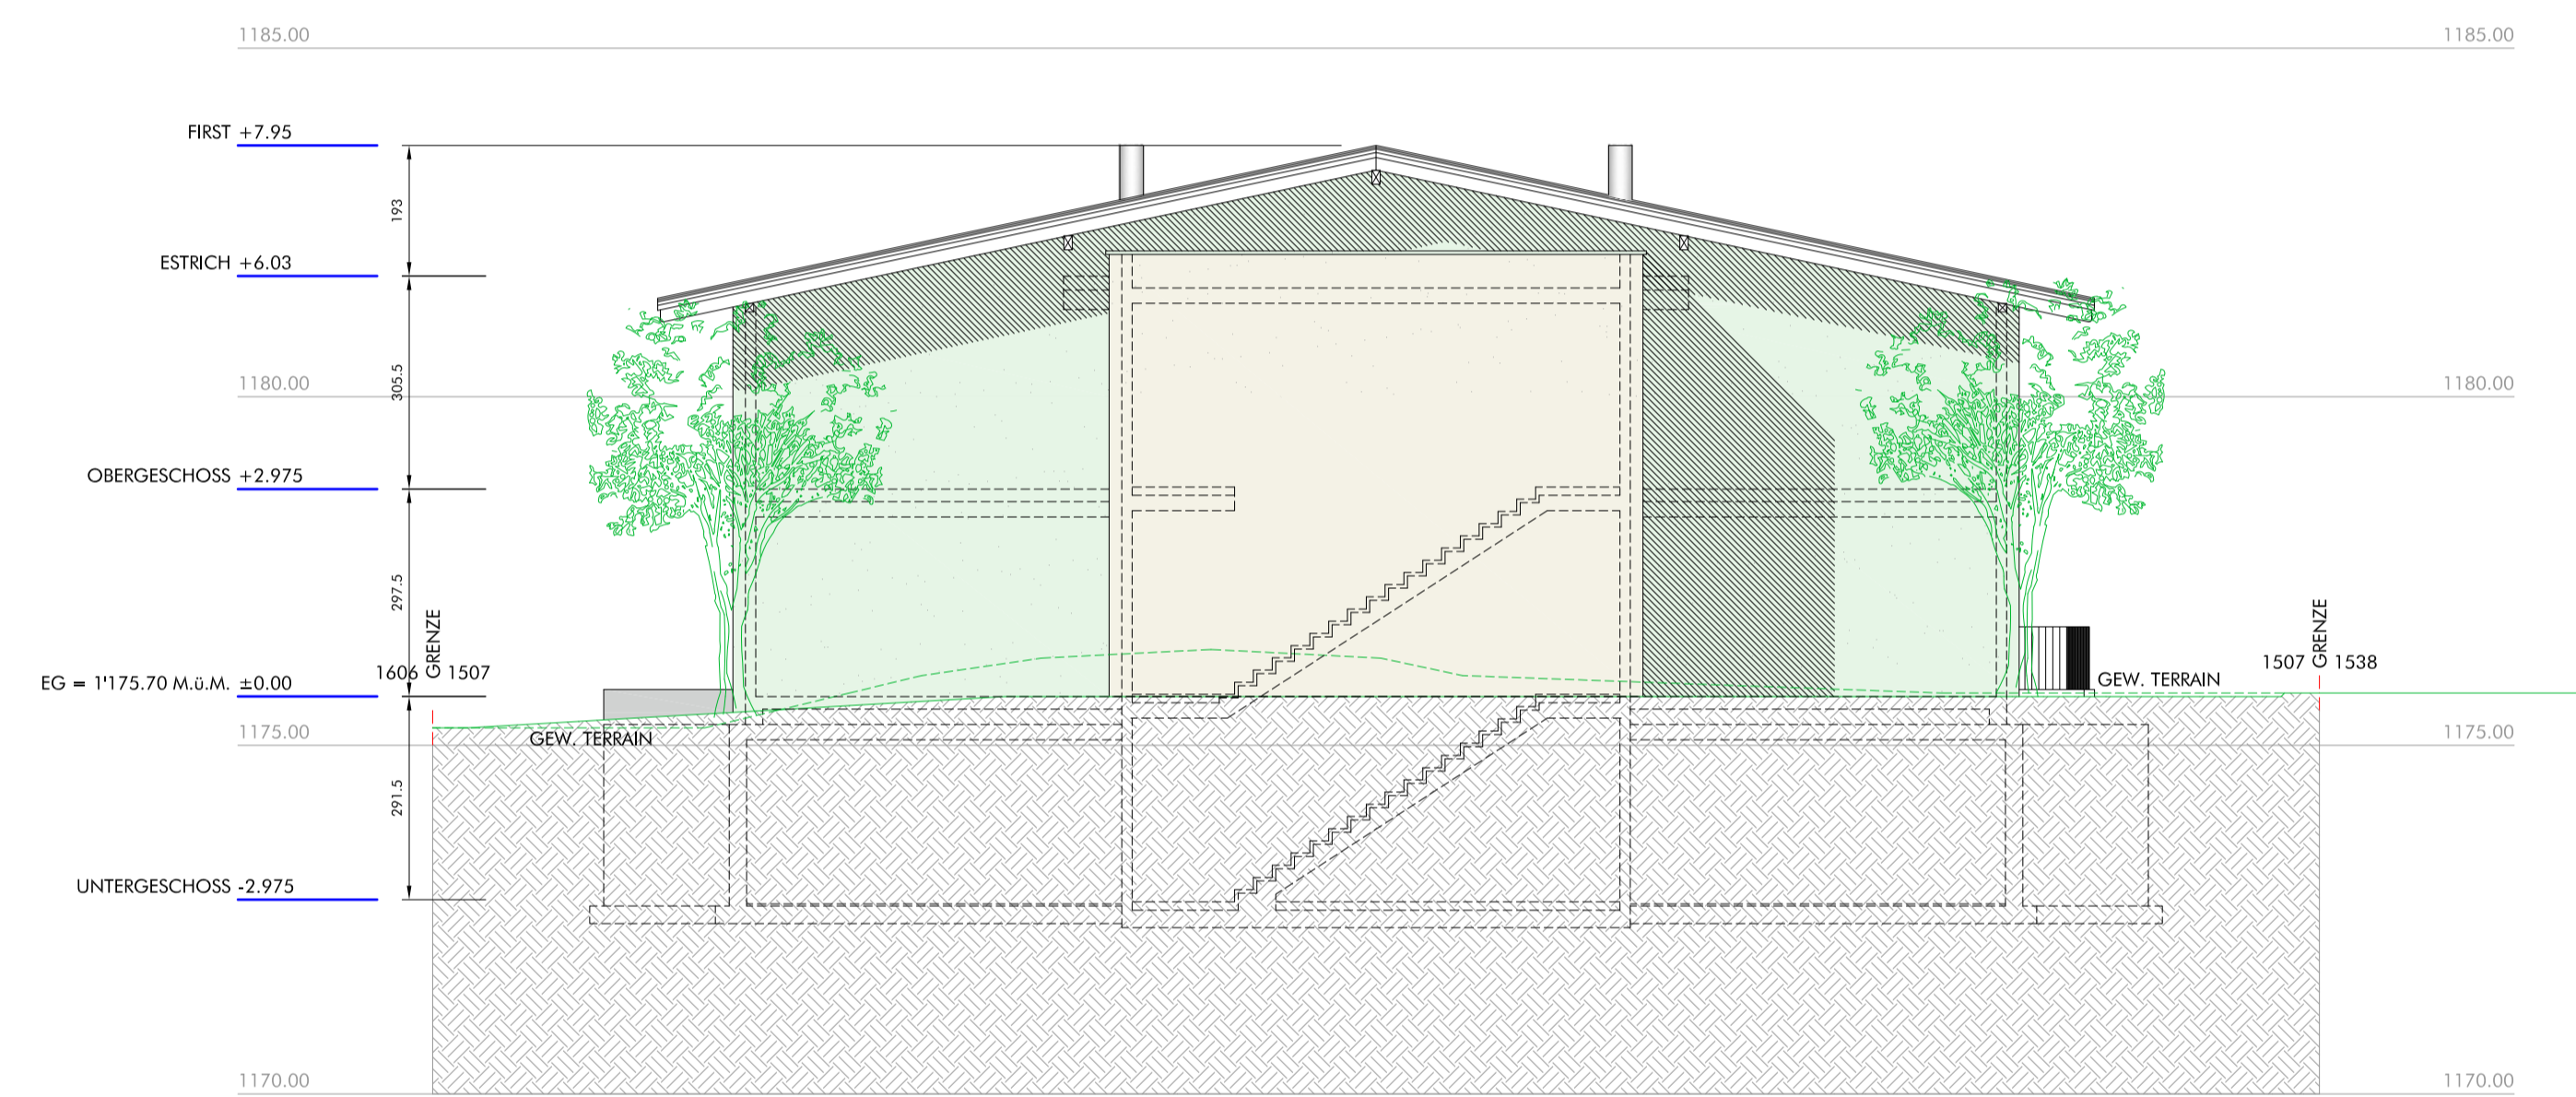 1185.00
1185.00
FIRST +7.95
193
ESTRICH +6.03
305.5
1180.00
1180.00
OBERGESCHOSS +2.975
297.5
GRENZE
1606
1507
EG = 1'175.70 M.ü.M. ±0.00
GRENZE
1507
1538
GEW. TERRAIN
GEW. TERRAIN
1175.00
1175.00
291.5
UNTERGESCHOSS -2.975
1170.00
1170.00